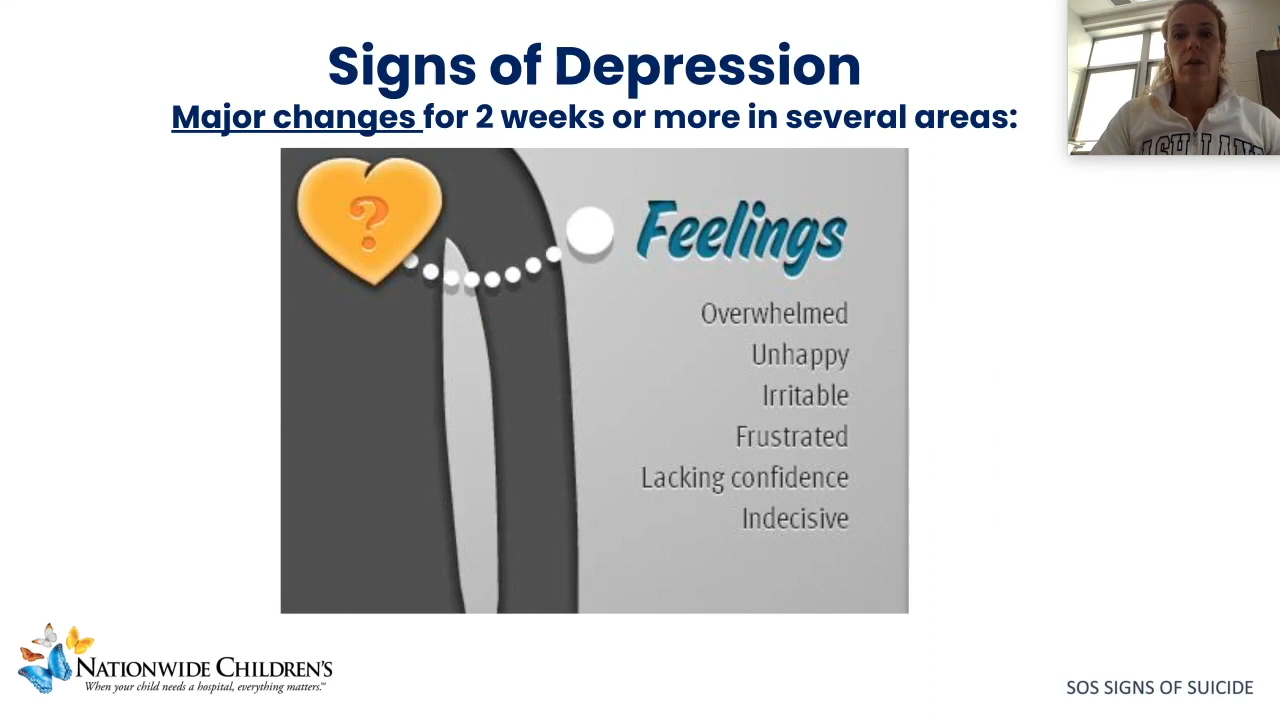 Signs of Depression
Major changes for 2 weeks or more in several areas:
?
Feelings
Overwhelmed
Unhappy
Irritable
Frustrated
Lacking confidence
Indecisive
NATIONWIDE CHILDREN'S
When your child needs a hospital, everything matters.℠
SOS SIGNS OF SUICIDE